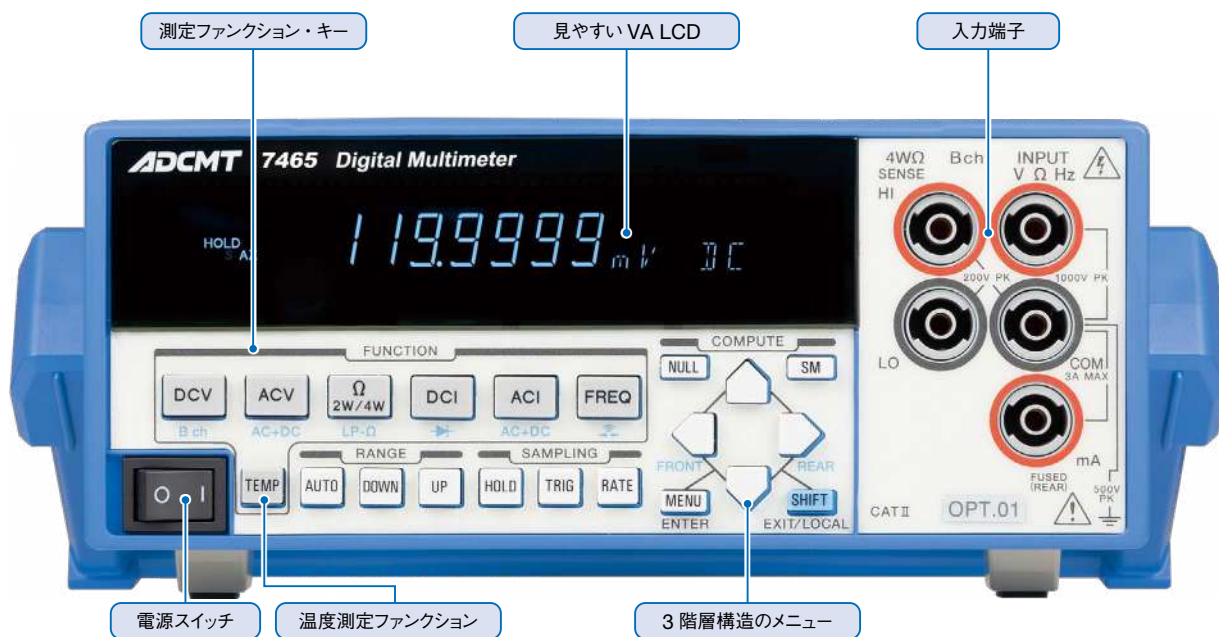 測定ファンクション・キー
見やすい VA LCD
入力端子
ADCMT 7465 Digital Multimeter
HOLD
S AZ
119.9999 mV DC
4WΩ
SENSE
HI
Bch
INPUT
V Ω Hz
200V PK
1000V PK
LO
COM
3A MAX
mA
FUSED
(REAR)
500V
PK
CAT II
OPT.01
FUNCTION
DCV
ACV
Ω
2W/4W
DCI
ACI
FREQ
B ch
AC+DC
LP-Ω
AC+DC
COMPUTE
NULL
SM
FRONT
REAR
MENU
ENTER
SHIFT
EXIT/LOCAL
O I
TEMP
RANGE
AUTO
DOWN
UP
SAMPLING
HOLD
TRIG
RATE
電源スイッチ
温度測定ファンクション
3 階層構造のメニュー